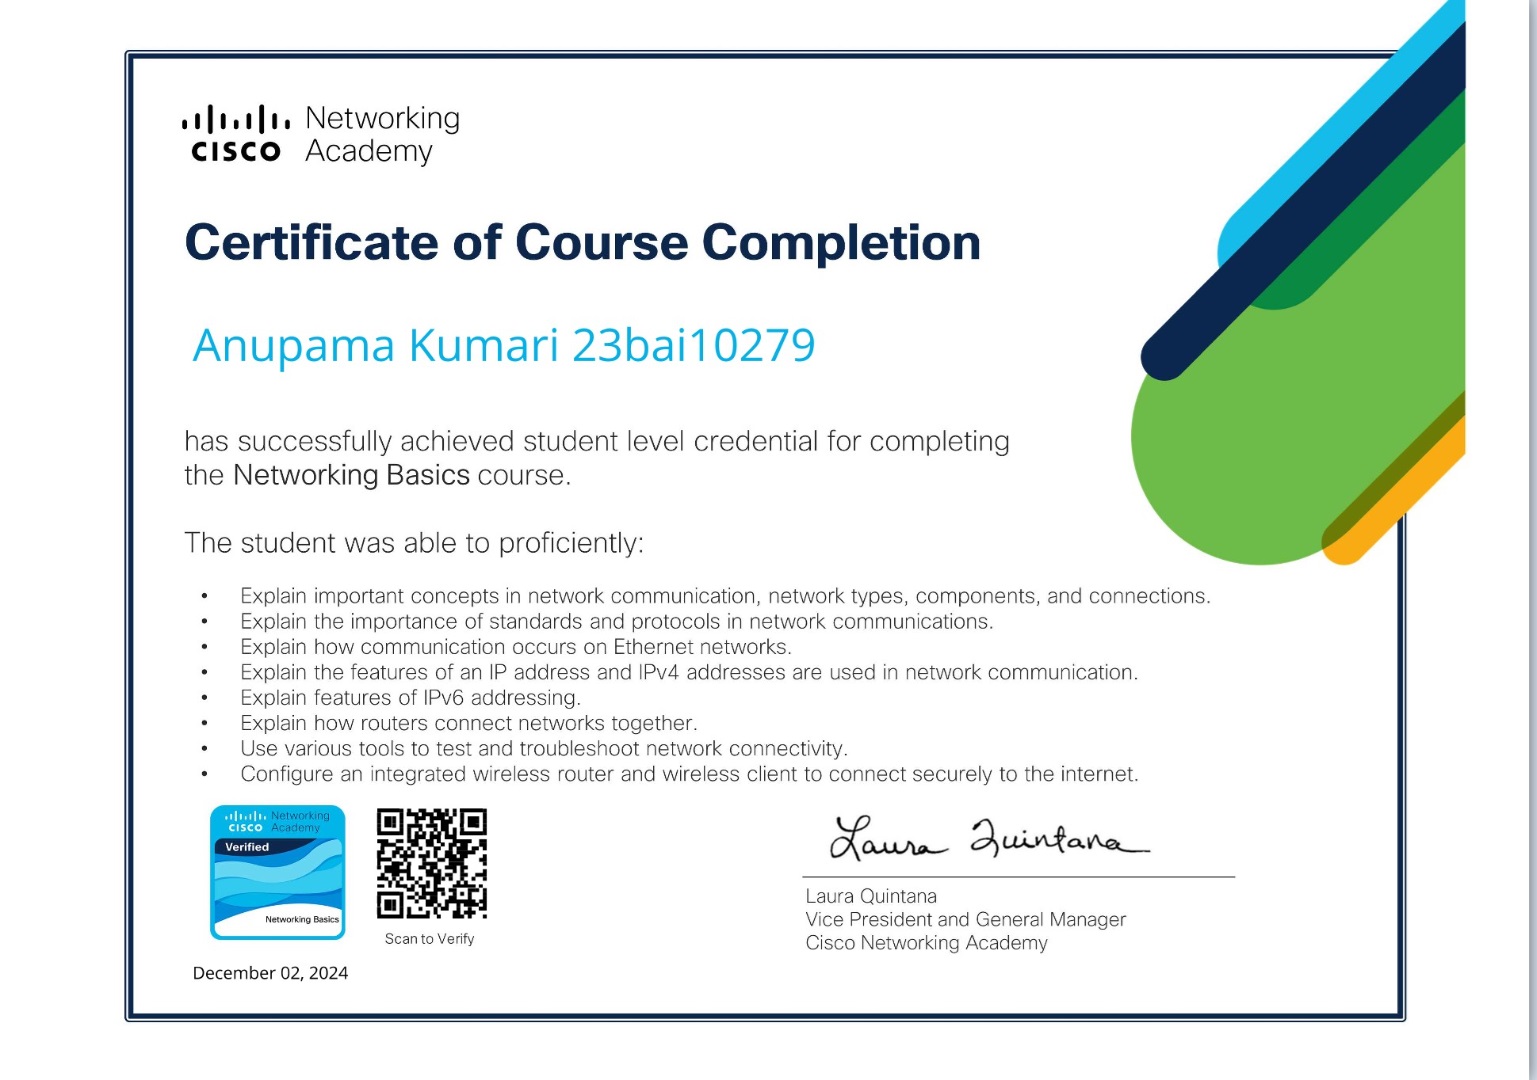 Networking
CISCO Academy
Certificate of Course Completion
Anupama Kumari 23bai10279
has successfully achieved student level credential for completing
the Networking Basics course.
The student was able to proficiently:
• Explain important concepts in network communication, network types, components, and connections.
• Explain the importance of standards and protocols in network communications.
• Explain how communication occurs on Ethernet networks.
• Explain the features of an IP address and IPv4 addresses are used in network communication.
• Explain features of IPv6 addressing.
• Explain how routers connect networks together.
• Use various tools to test and troubleshoot network connectivity.
• Configure an integrated wireless router and wireless client to connect securely to the internet.
Networking
CISCO Academy
Verified
Networking Basics
Scan to Verify
December 02, 2024
Laura Quintana
Laura Quintana
Vice President and General Manager
Cisco Networking Academy